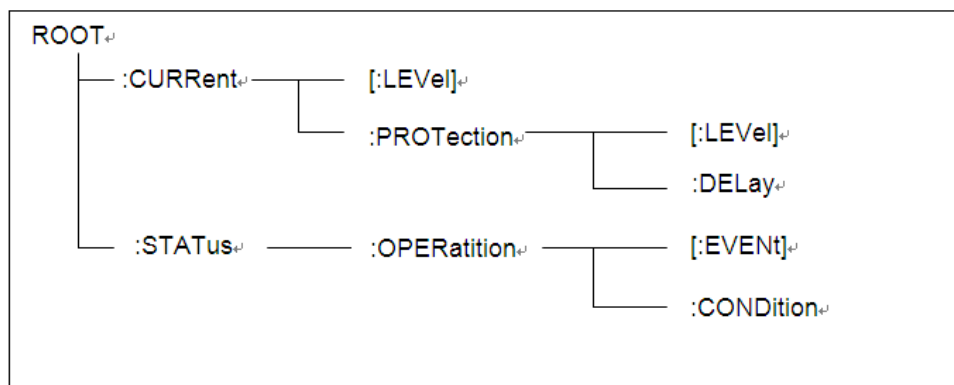 ROOT↵
:CURRent↵ [:LEVel]↵
:PROTection↵ [:LEVel]↵
:DELay↵
:STATus↵ :OPERatition↵ [:EVENt]↵
:CONDition↵